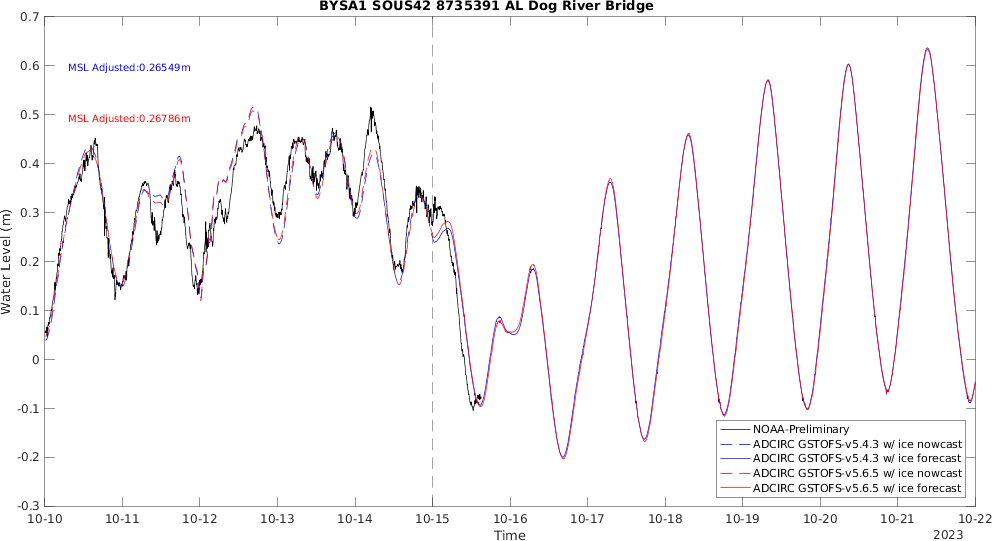 BYSA1 SOUS42 8735391 AL Dog River Bridge
0.7
0.6
0.5
0.4
0.3
0.2
0.1
0
-0.1
-0.2
-0.3
Water Level (m)
MSL Adjusted:0.26549m
MSL Adjusted:0.26786m
NOAA-Preliminary
ADCIRC GSTOFS-v5.4.3 w/ ice nowcast
ADCIRC GSTOFS-v5.4.3 w/ ice forecast
ADCIRC GSTOFS-v5.6.5 w/ ice nowcast
ADCIRC GSTOFS-v5.6.5 w/ ice forecast
10-10 10-11 10-12 10-13 10-14 10-15 10-16 10-17 10-18 10-19 10-20 10-21 10-22
Time
2023